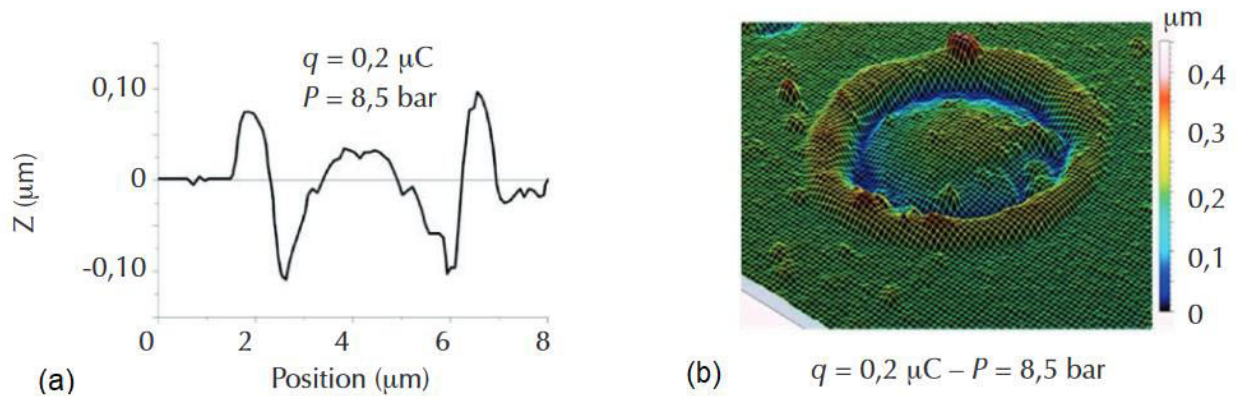 q = 0,2 µC
P = 8,5 bar
0,10
0
-0,10
Z (µm)
0 2 4 6 8
Position (µm)
(a)
µm
0,4
0,3
0,2
0,1
0
(b) q = 0,2 µC – P = 8,5 bar